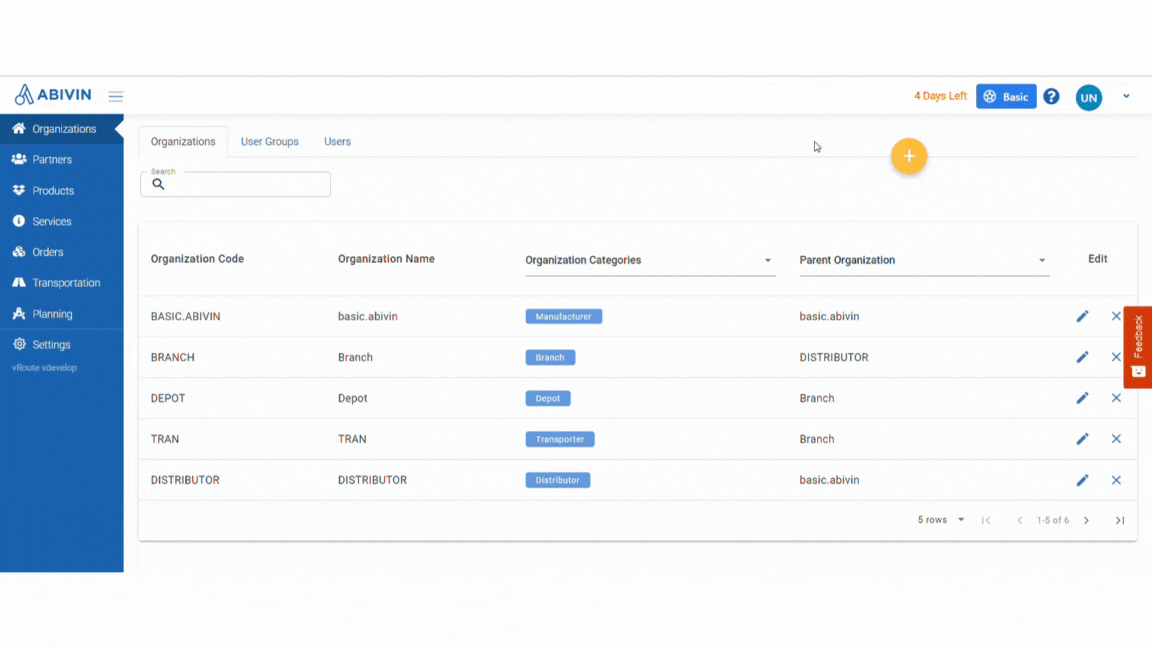 ABIVIN
4 Days Left
Basic
?
UN
Organizations
Partners
Products
Services
Orders
Transportation
Planning
Settings
vRoute vdevelop
Organizations User Groups Users
+
Search
Organization Code Organization Name Organization Categories Parent Organization Edit
BASIC.ABIVIN basic.abivin Manufacturer basic.abivin
BRANCH Branch Branch DISTRIBUTOR
DEPOT Depot Depot Branch
TRAN TRAN Transporter Branch
DISTRIBUTOR DISTRIBUTOR Distributor basic.abivin
5 rows 1-5 of 6
Feedback